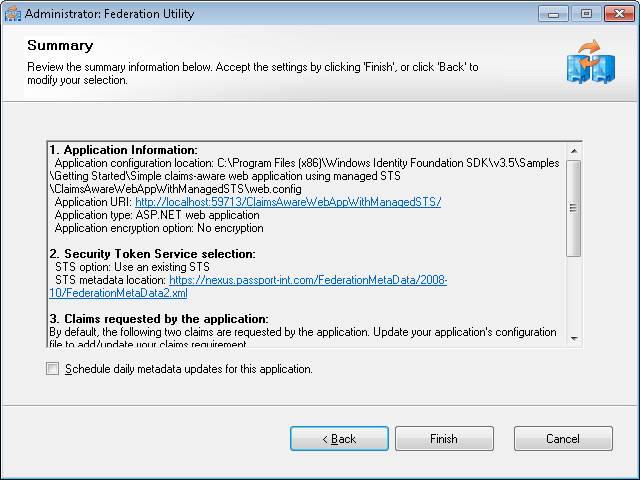 Administrator: Federation Utility
Summary
Review the summary information below. Accept the settings by clicking 'Finish', or click 'Back' to
modify your selection.
1. Application Information:
Application configuration location: C:\Program Files (x86)\Windows Identity Foundation SDK\v3.5\Samples
\Getting Started\Simple claims-aware web application using managed STS
\ClaimsAwareWebAppWithManagedSTS\web.config
Application URI: http://localhost:59713/ClaimsAwareWebAppWithManagedSTS/
Application type: ASP.NET web application
Application encryption option: No encryption
2. Security Token Service selection:
STS option: Use an existing STS
STS metadata location: https://nexus.passport-int.com/FederationMetaData/2008-
10/FederationMetaData2.xml
3. Claims requested by the application:
By default, the following two claims are requested by the application. Update your application's configuration
file to add/update your claims requirement.
Schedule daily metadata updates for this application.
< Back
Finish
Cancel